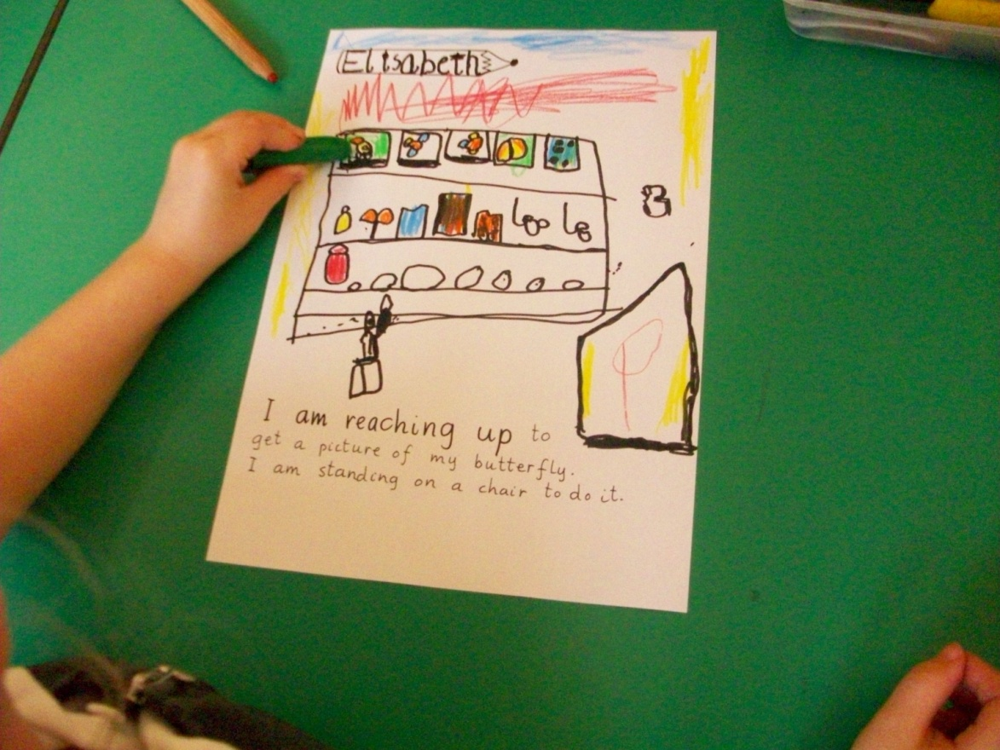 Elisabeth
I am reaching up to
get a picture of my butterfly.
I am standing on a chair to do it.